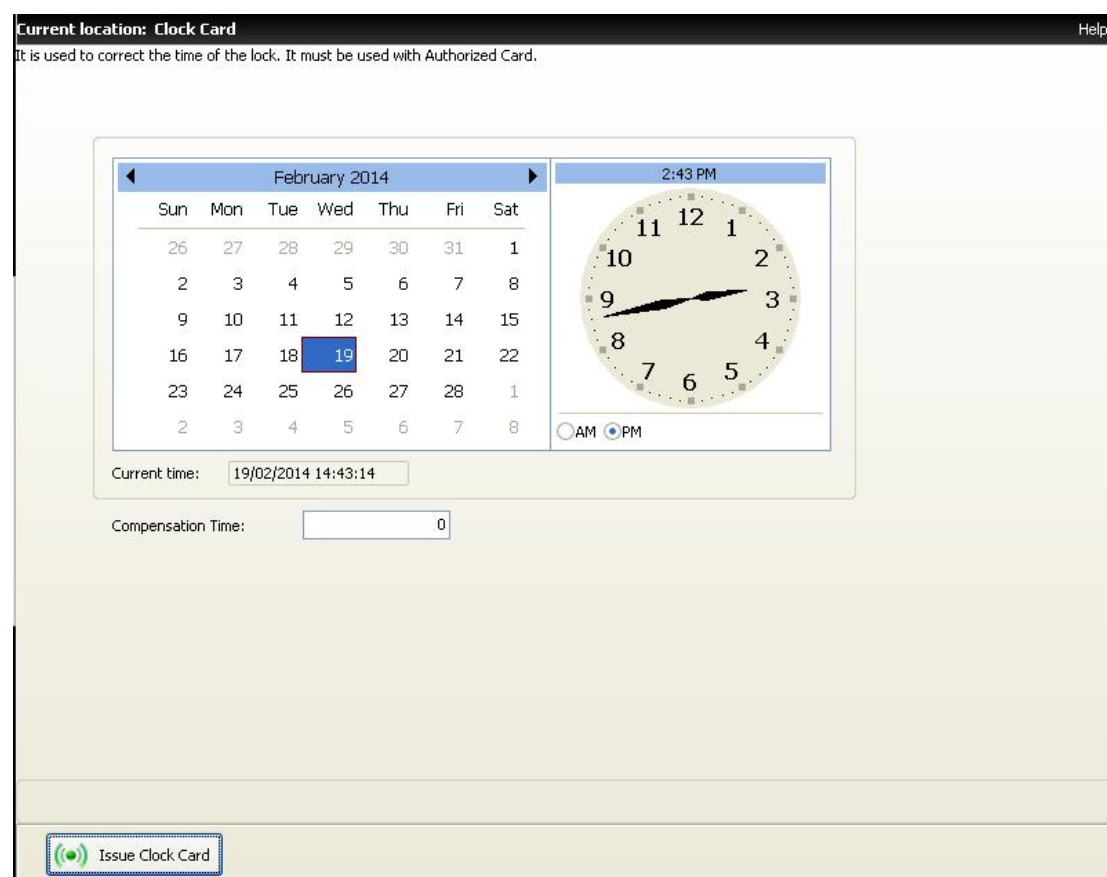 Current location: Clock Card Help
It is used to correct the time of the lock. It must be used with Authorized Card.
February 2014
Sun Mon Tue Wed Thu Fri Sat
26 27 28 29 30 31 1
2 3 4 5 6 7 8
9 10 11 12 13 14 15
16 17 18 19 20 21 22
23 24 25 26 27 28 1
2 3 4 5 6 7 8
2:43 PM
12
11 1
10 2
9 3
8 4
7 5
6
AM PM
Current time: 19/02/2014 14:43:14
Compensation Time: 0
Issue Clock Card